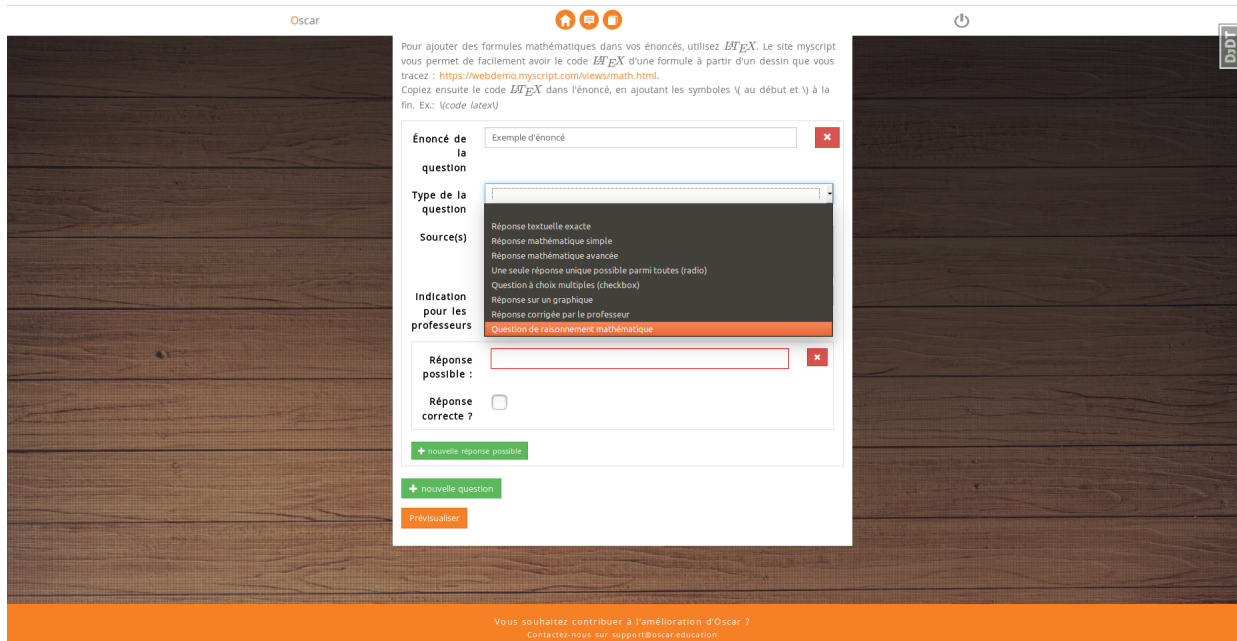 Oscar
DjDT
Pour ajouter des formules mathématiques dans vos énoncés, utilisez LATEX. Le site myscript
vous permet de facilement avoir le code LATEX d'une formule à partir d'un dessin que vous
tracez : https://webdemo.myscript.com/views/math.html.
Copiez ensuite le code LATEX dans l'énoncé, en ajoutant les symboles \( au début et \) à la
fin. Ex.: \(code latex\)
Énoncé de
la
question
Exemple d'énoncé
Type de la
question
Réponse textuelle exacte
Réponse mathématique simple
Réponse mathématique avancée
Une seule réponse unique possible parmi toutes (radio)
Question à choix multiples (checkbox)
Réponse sur un graphique
Réponse corrigée par le professeur
Question de raisonnement mathématique
Source(s)
Indication
pour les
professeurs
Réponse
possible :
Réponse
correcte ?
+ nouvelle réponse possible
+ nouvelle question
Prévisualiser
Vous souhaitez contribuer à l'amélioration d'Oscar ?
Contactez-nous sur support@oscar.education